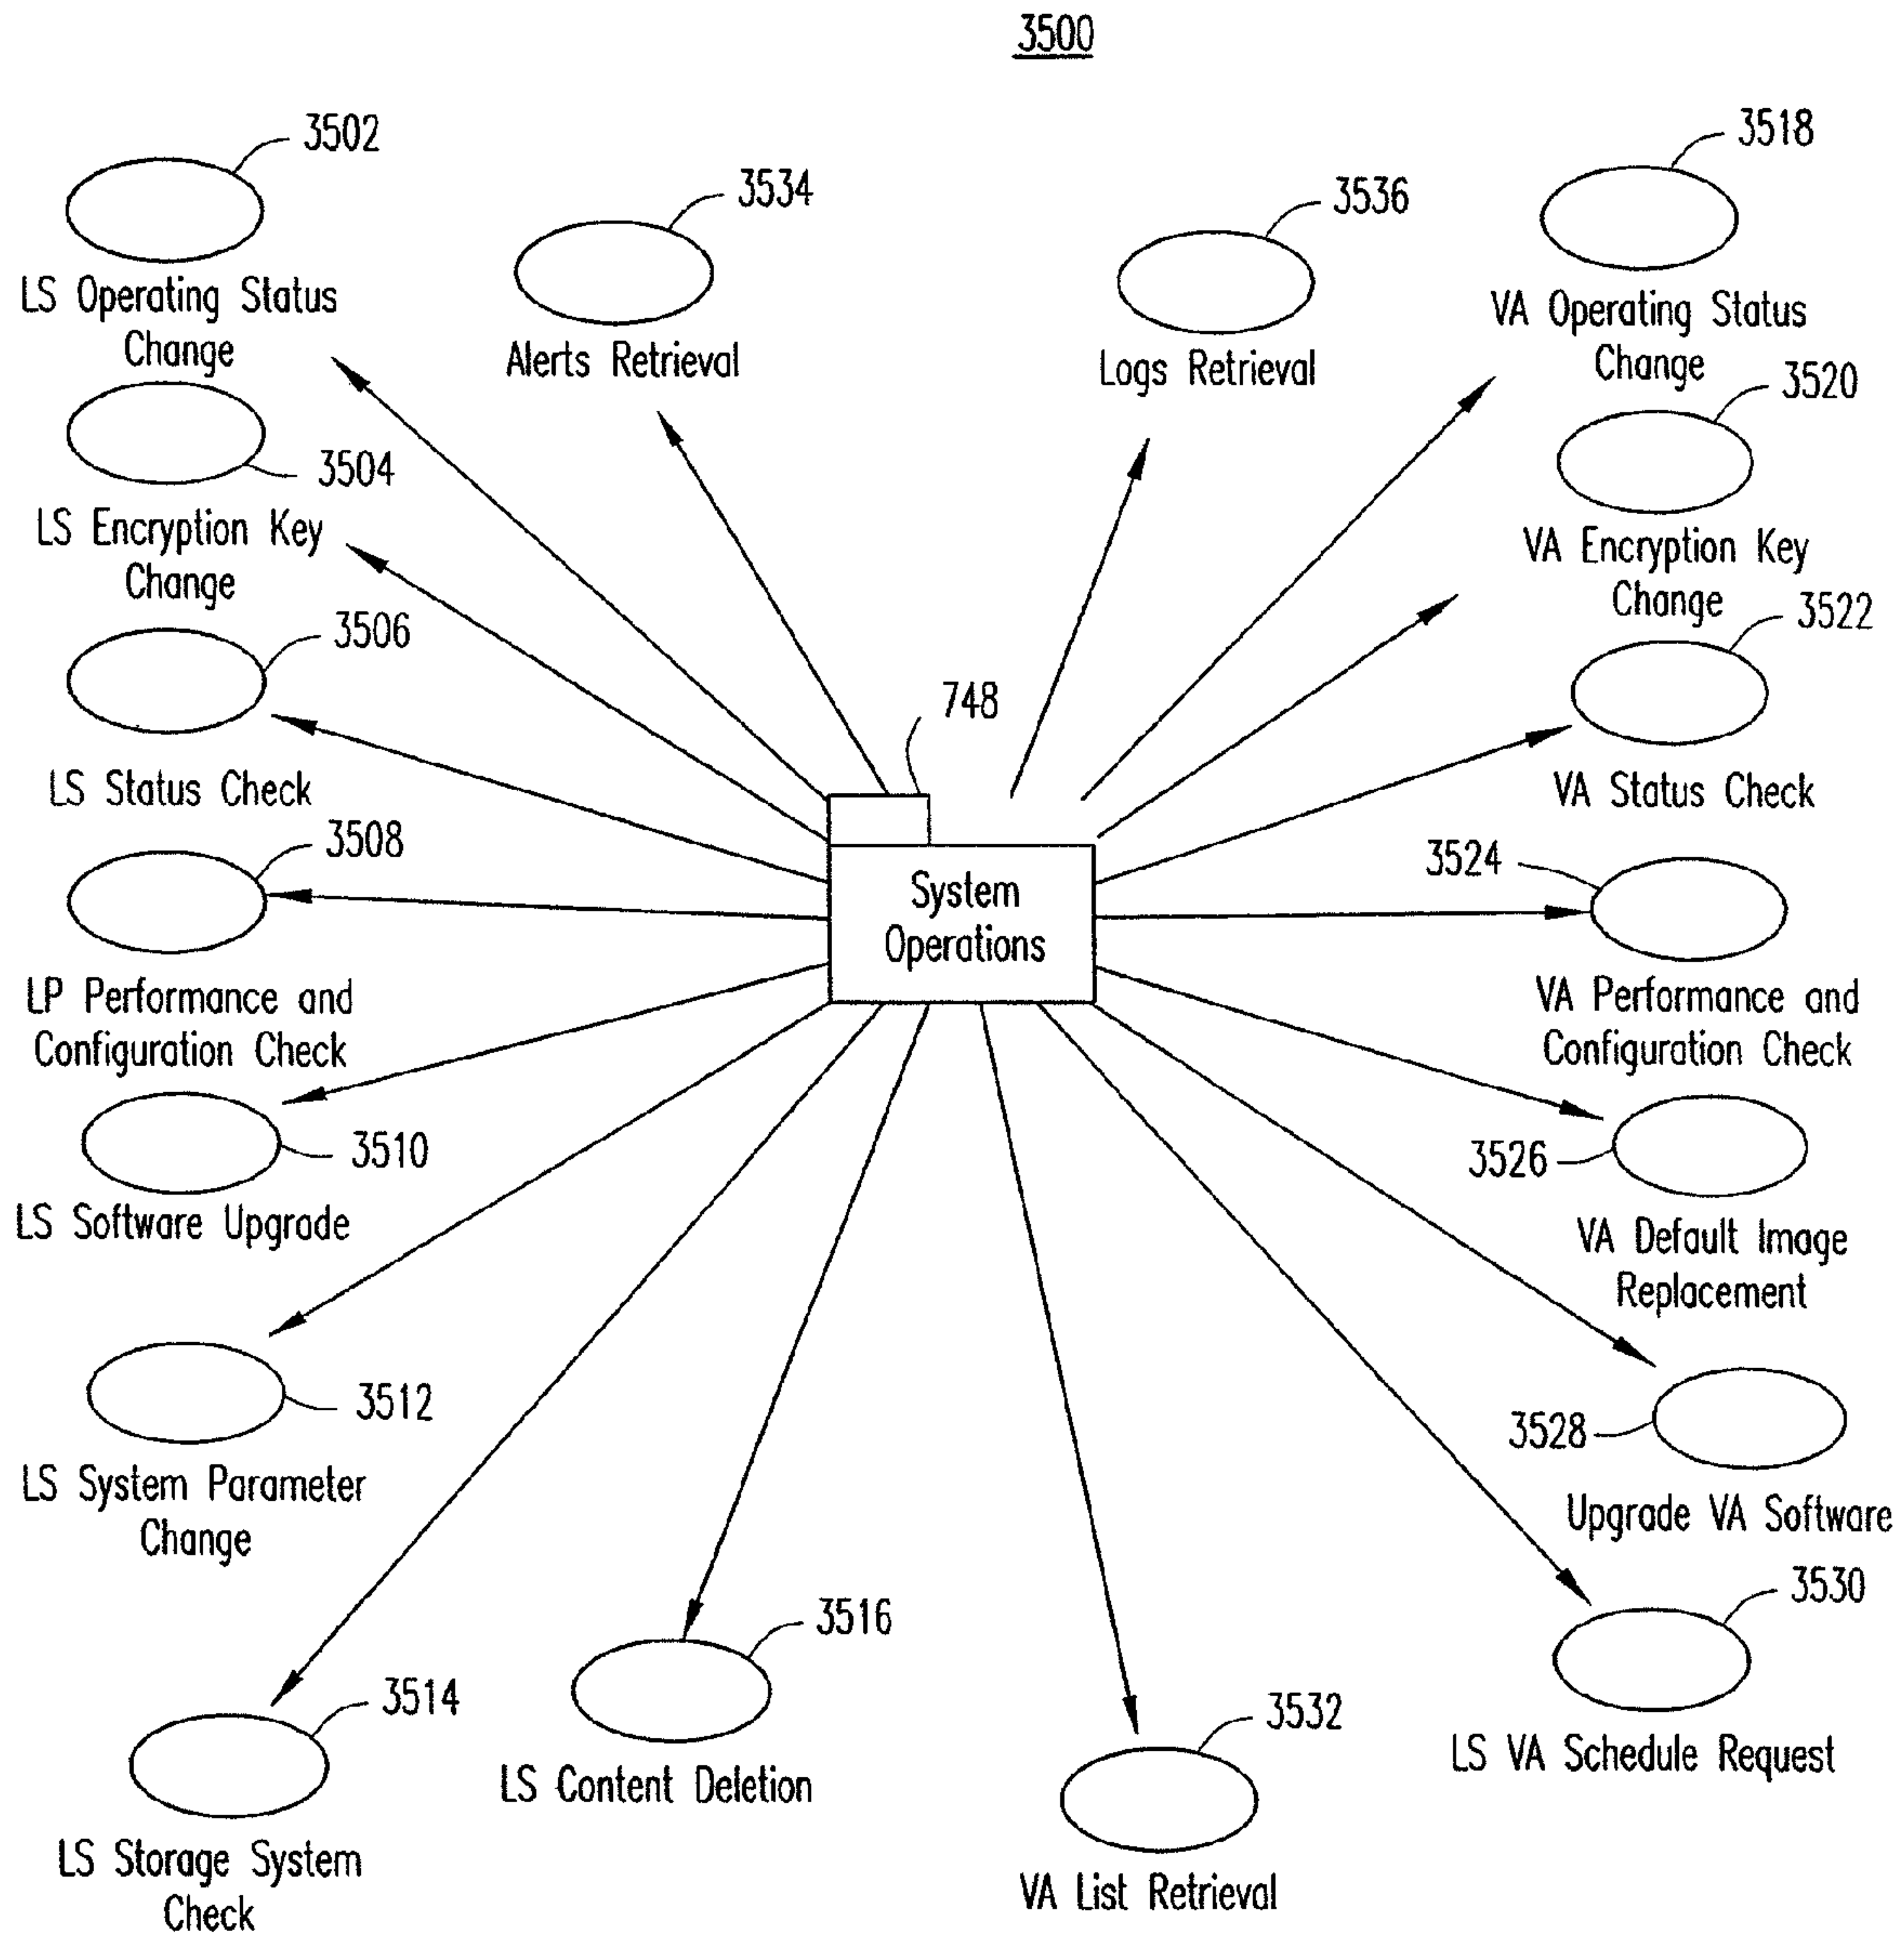 3500
3502
LS Operating Status
Change
3534
Alerts Retrieval
3536
Logs Retrieval
3518
VA Operating Status
Change
3504
LS Encryption Key
Change
3520
VA Encryption Key
Change
3506
LS Status Check
3522
VA Status Check
748
System
Operations
3508
LP Performance and
Configuration Check
3524
VA Performance and
Configuration Check
3510
LS Software Upgrade
3526
VA Default Image
Replacement
3512
LS System Parameter
Change
3528
Upgrade VA Software
3514
LS Storage System
Check
3516
LS Content Deletion
3532
VA List Retrieval
3530
LS VA Schedule Request